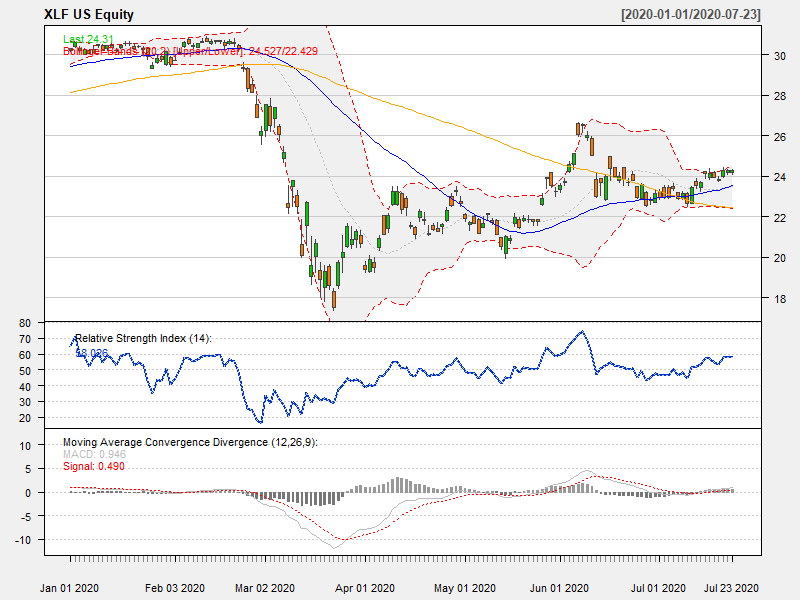 XLF US Equity [2020-01-01/2020-07-23]
Last 24.31
Bollinger Bands (20,2) [Upper/Lower]: 24.527/22.429
30
28
26
24
22
20
18
80
70
60
50
40
30
20
Relative Strength Index (14):
10
5
0
-5
-10
Moving Average Convergence Divergence (12,26,9):
MACD: 0.946
Signal: 0.490
Jan 01 2020 Feb 03 2020 Mar 02 2020 Apr 01 2020 May 01 2020 Jun 01 2020 Jul 01 2020 Jul 23 2020